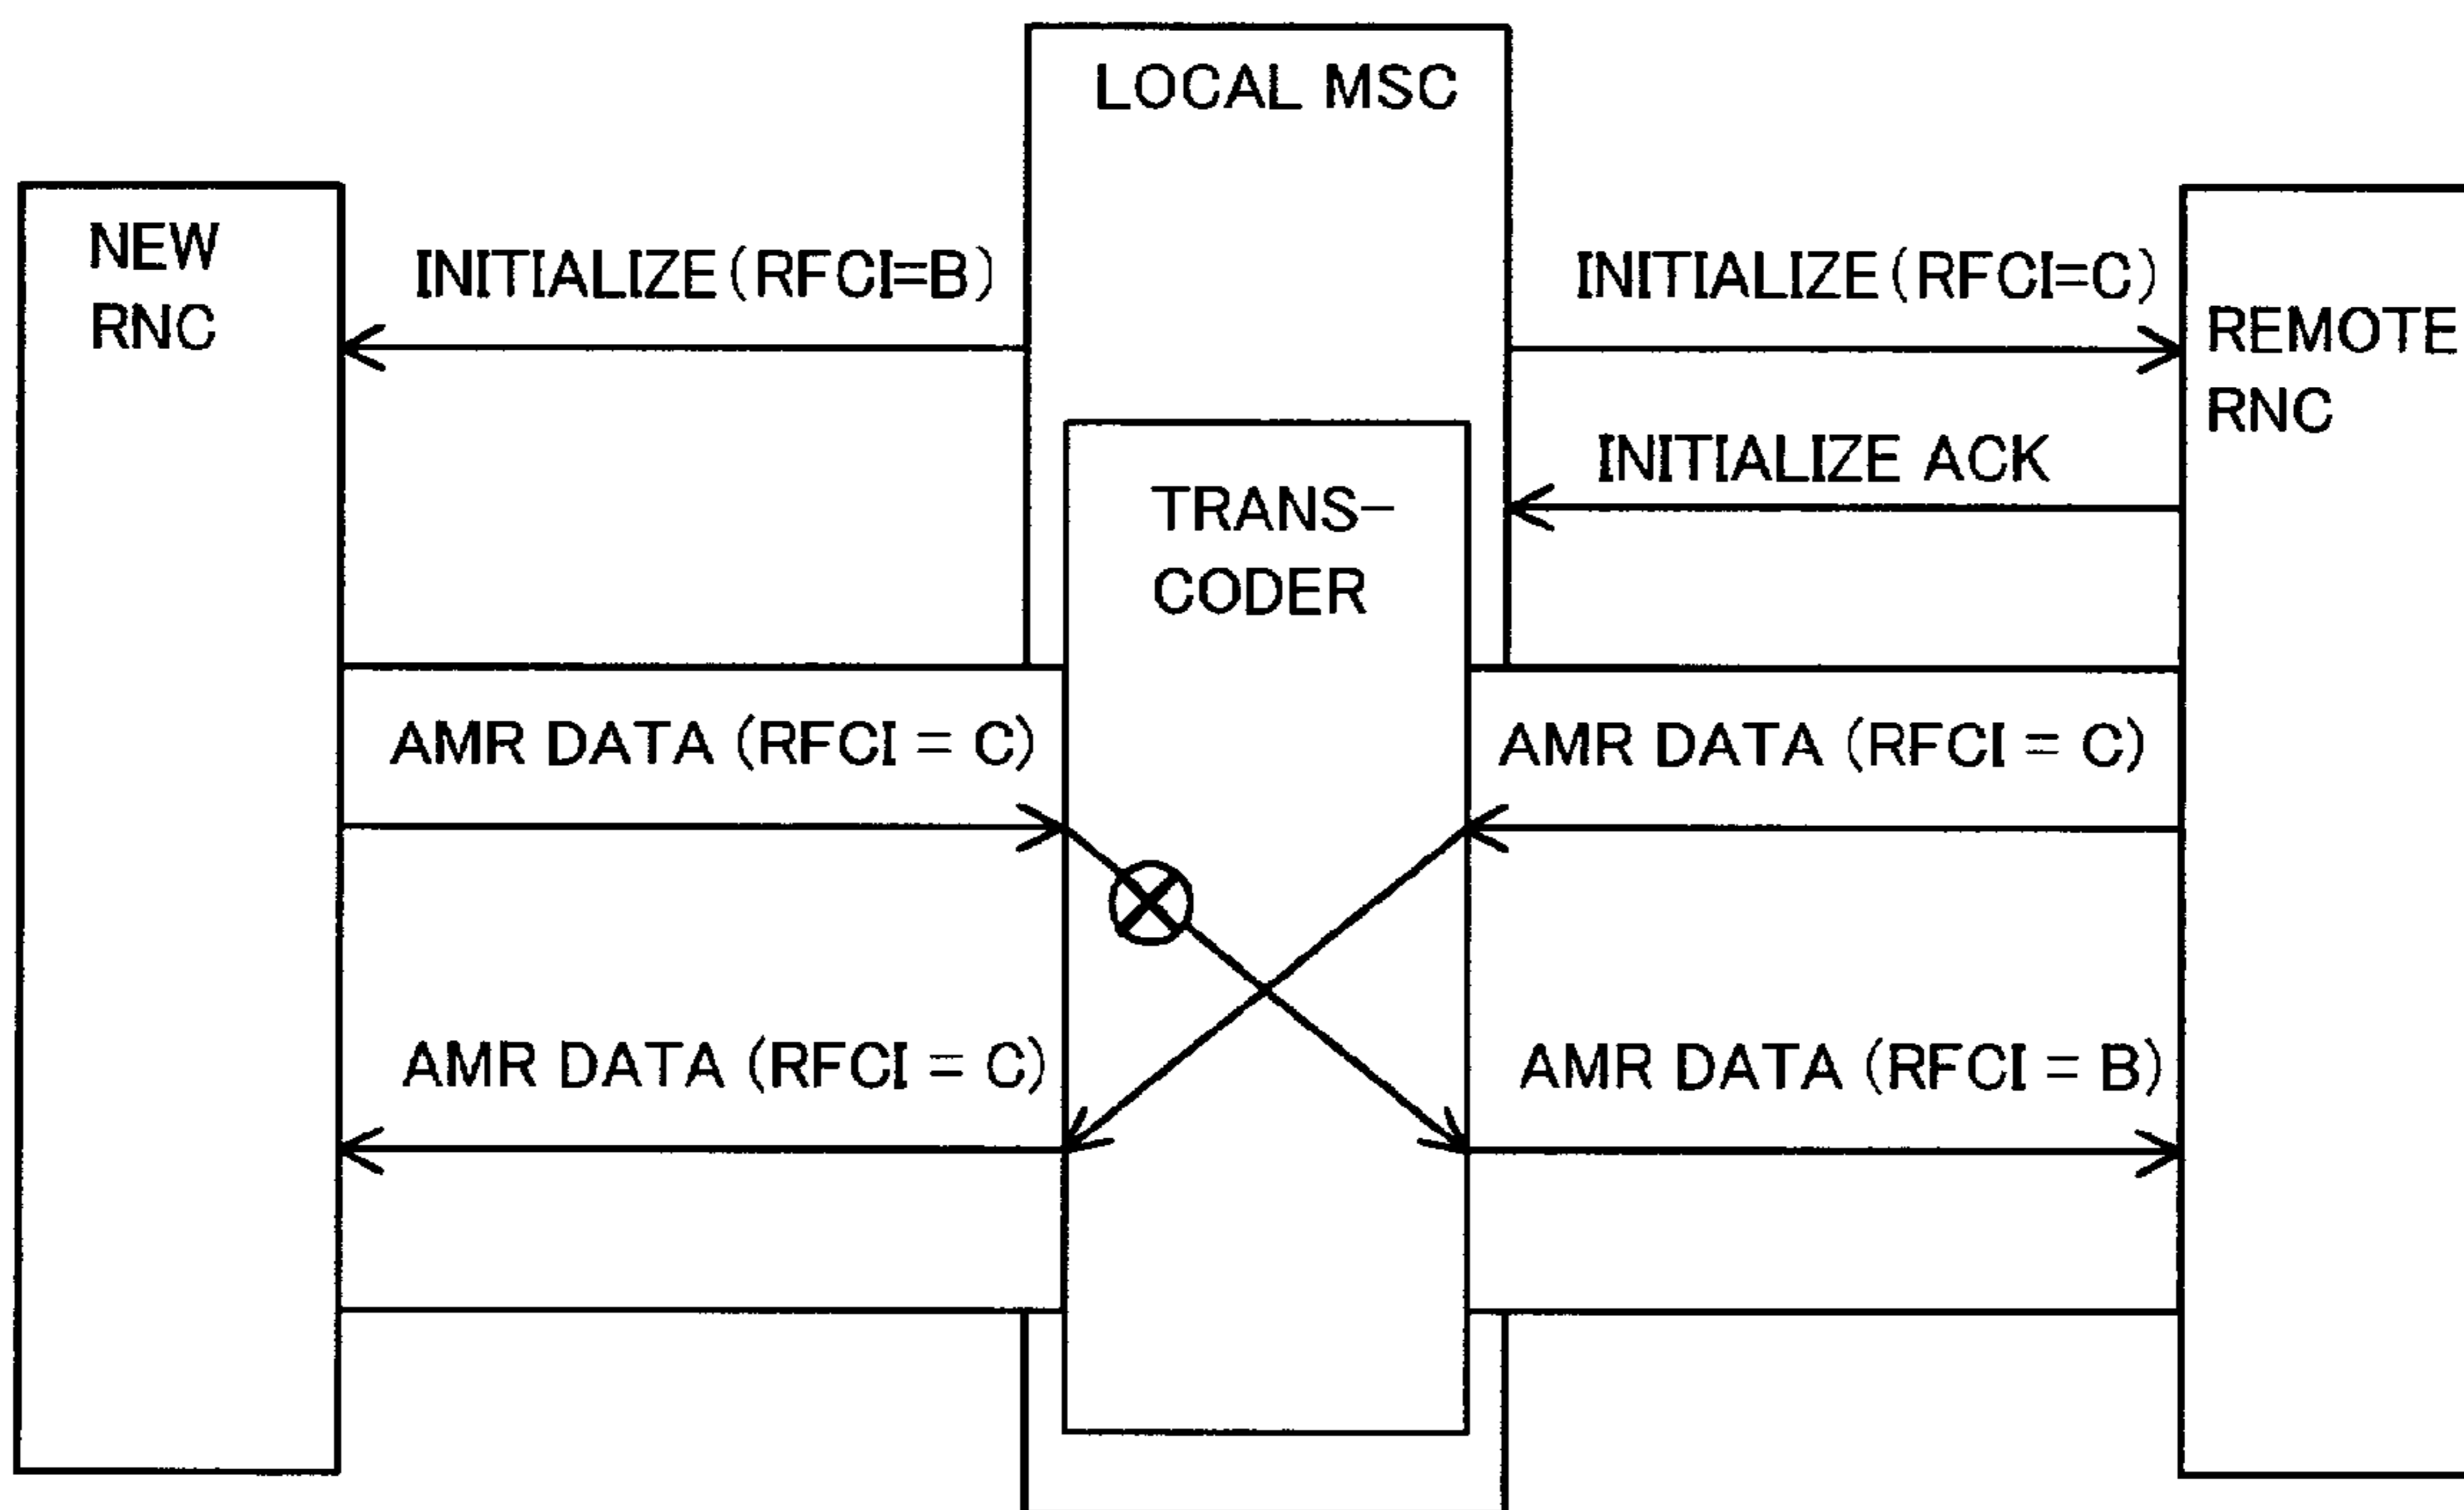 LOCAL MSC
NEW
RNC
INITIALIZE(RFCI=B)
INITIALIZE(RFCI=C)
REMOTE
RNC
INITIALIZE ACK
TRANS-
CODER
AMR DATA (RFCI = C)
AMR DATA (RFCI = C)
AMR DATA (RFCI = C)
AMR DATA (RFCI = B)